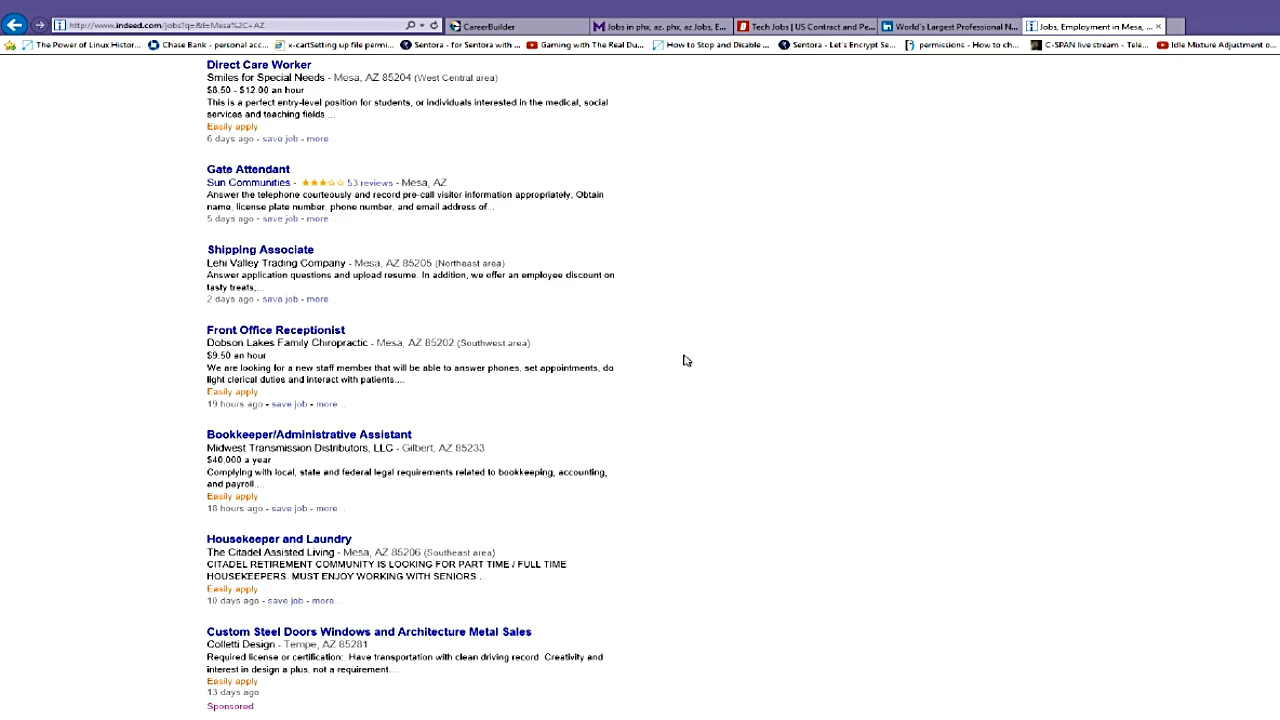 http://www.indeed.com/jobs?q=&l=Mesa%2C+AZ
CareerBuilder
Jobs in phx, az. phx, az Jobs, E...
Tech Jobs | US Contract and Pe...
World's Largest Professional N...
Jobs, Employment in Mesa, ...
The Power of Linux Histor...
Chase Bank - personal acc...
x-cartSetting up file permi...
Sentora - for Sentora with ...
Gaming with The Real Du...
How to Stop and Disable ...
Sentora - Let's Encrypt Se...
permissions - How to ch...
C-SPAN live stream - Tele...
Idle Mixture Adjustment o...
Direct Care Worker
Smiles for Special Needs - Mesa, AZ 85204 (West Central area)
$8.50 - $12.00 an hour
This is a perfect entry-level position for students, or individuals interested in the medical, social
services and teaching fields....
Easily apply
6 days ago - save job - more...
Gate Attendant
Sun Communities - 53 reviews - Mesa, AZ
Answer the telephone courteously and record pre-call visitor information appropriately; Obtain
name, license plate number, phone number, and email address of...
5 days ago - save job - more...
Shipping Associate
Lehi Valley Trading Company - Mesa, AZ 85205 (Northeast area)
Answer application questions and upload resume. In addition, we offer an employee discount on
tasty treats,...
2 days ago - save job - more...
Front Office Receptionist
Dobson Lakes Family Chiropractic - Mesa, AZ 85202 (Southwest area)
$9.50 an hour
We are looking for a new staff member that will be able to answer phones, set appointments, do
light clerical duties and interact with patients....
Easily apply
19 hours ago - save job - more...
Bookkeeper/Administrative Assistant
Midwest Transmission Distributors, LLC - Gilbert, AZ 85233
$40,000 a year
Complying with local, state and federal legal requirements related to bookkeeping, accounting,
and payroll....
Easily apply
18 hours ago - save job - more...
Housekeeper and Laundry
The Citadel Assisted Living - Mesa, AZ 85206 (Southeast area)
CITADEL RETIREMENT COMMUNITY IS LOOKING FOR PART TIME / FULL TIME
HOUSEKEEPERS. MUST ENJOY WORKING WITH SENIORS....
Easily apply
10 days ago - save job - more...
Custom Steel Doors Windows and Architecture Metal Sales
Colletti Design - Tempe, AZ 85281
Required license or certification: Have transportation with clean driving record. Creativity and
interest in design a plus, not a requirement....
Easily apply
13 days ago
Sponsored